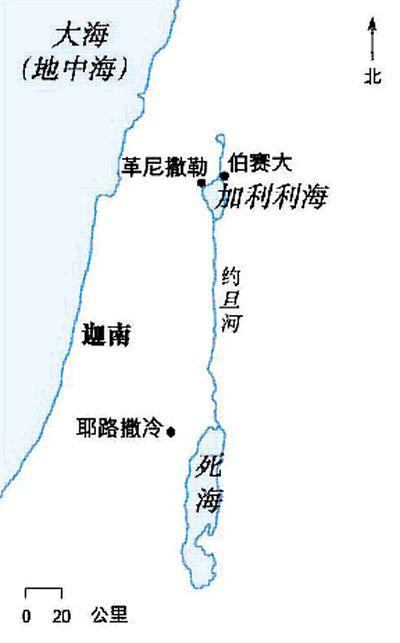 大海
(地中海)
北
革尼撒勒
伯赛大
加利利海
约旦河
迦南
耶路撒冷
死海
0 20 公里